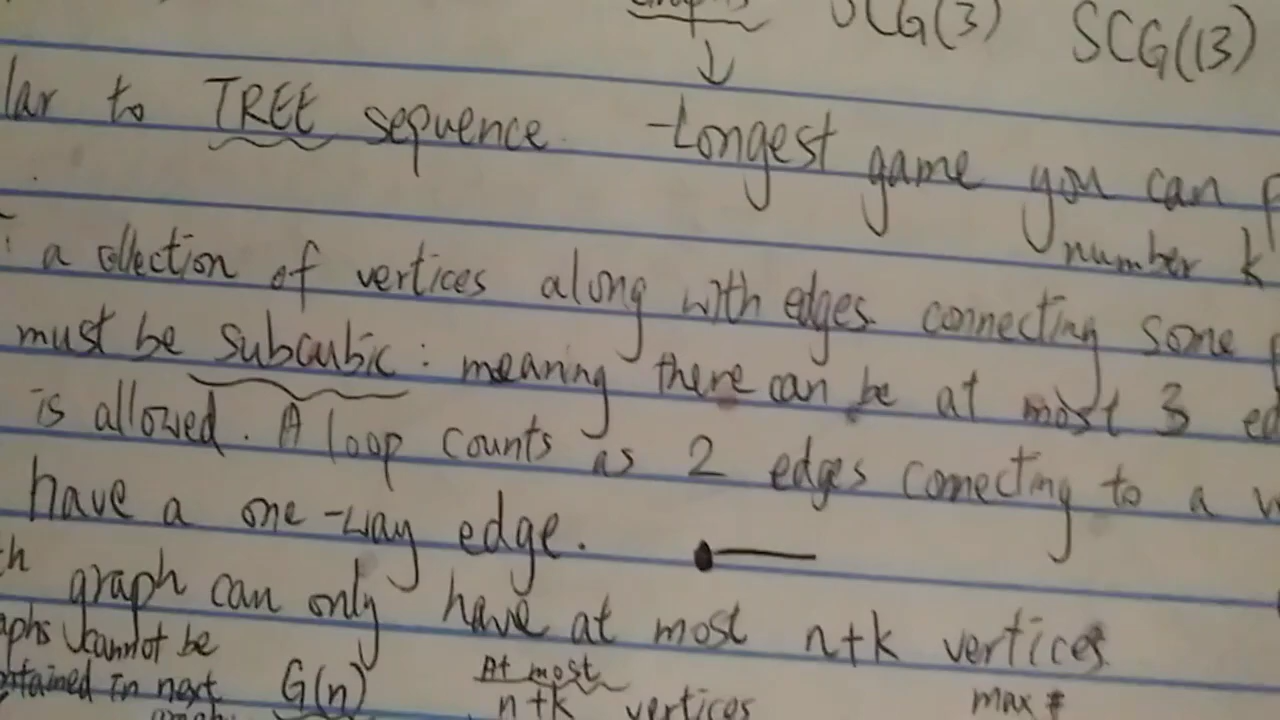 SCG(3) SCG(13)
lar to TREE sequence. -Longest game you can
number k
: a collection of vertices along with edges connecting some
must be subcubic: meaning there can be at most 3 ed
is allowed. A loop counts as 2 edges connecting to a v
have a one-way edge.
h graph can only have at most n+k vertices
aphs cannot be
ntained in next G(n) At most
n+k vertices max #